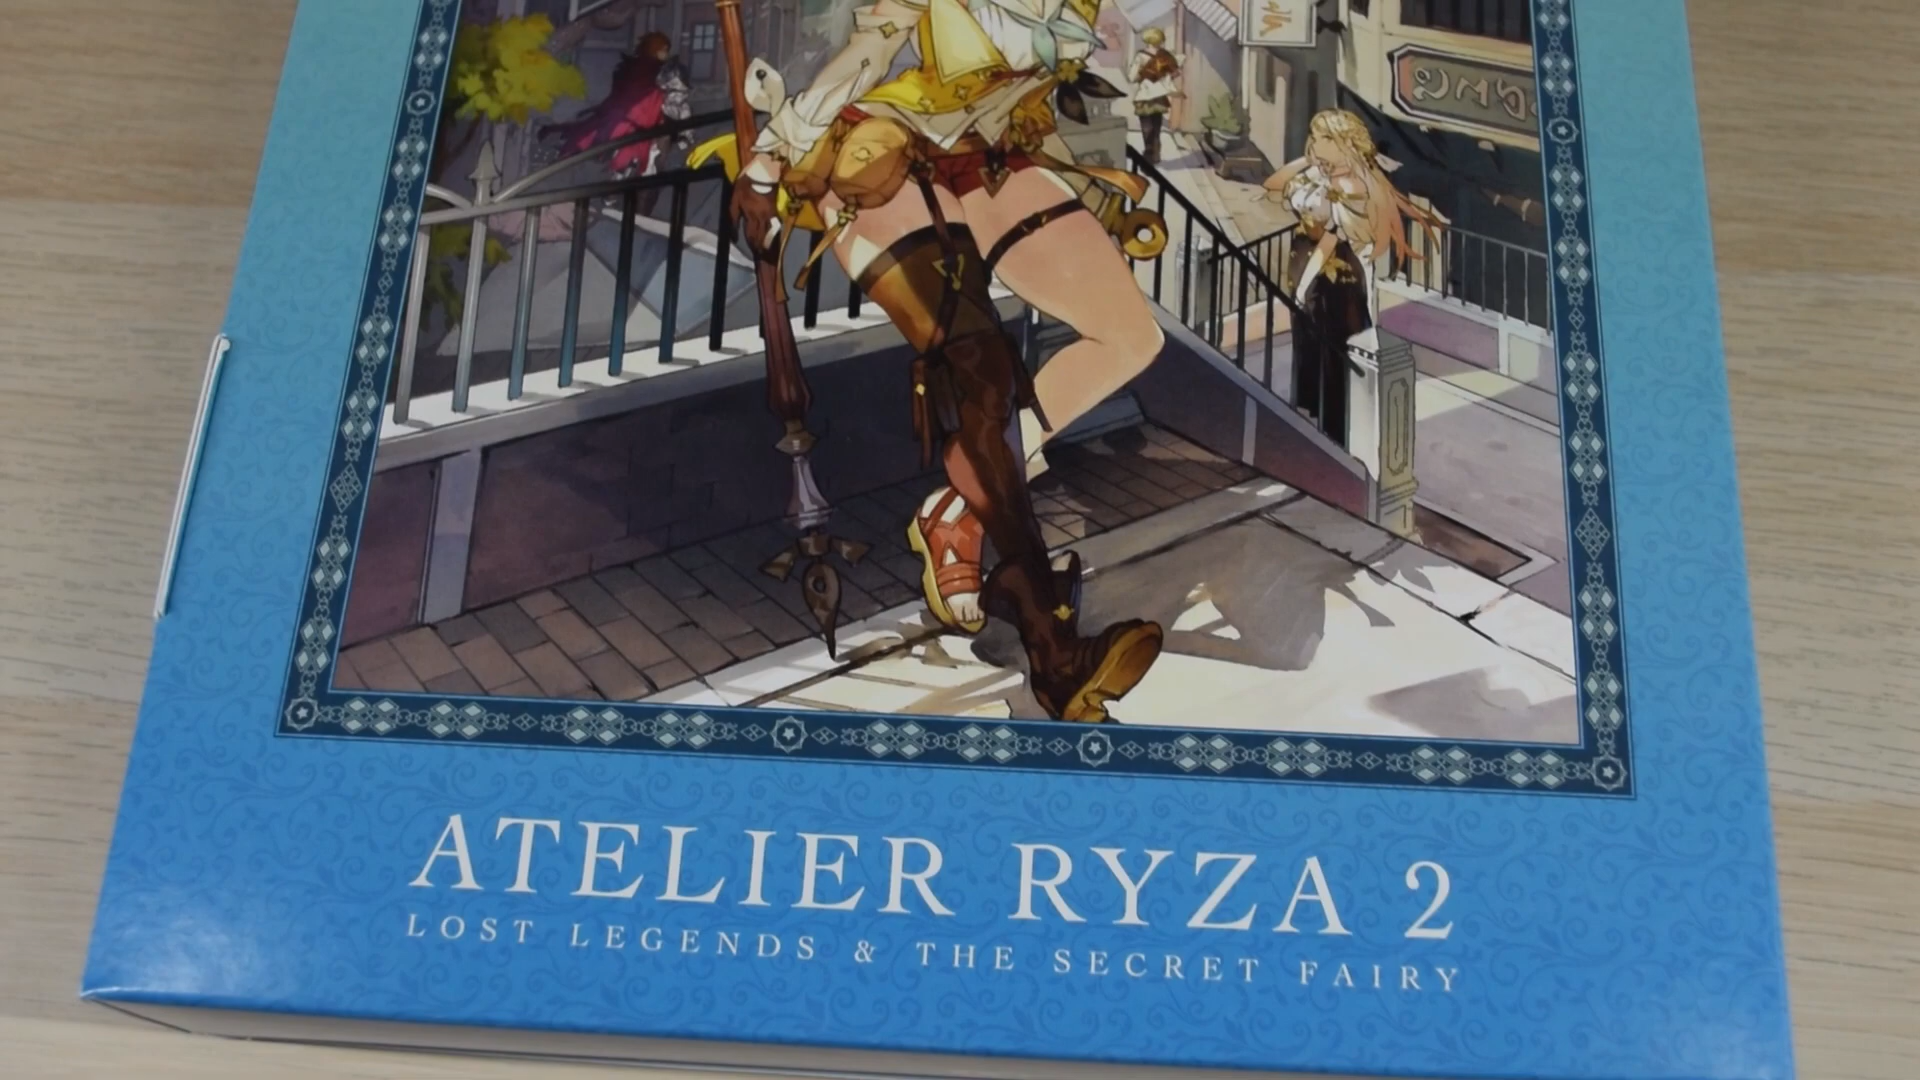 ATELIER RYZA 2
LOST LEGENDS & THE SECRET FAIRY